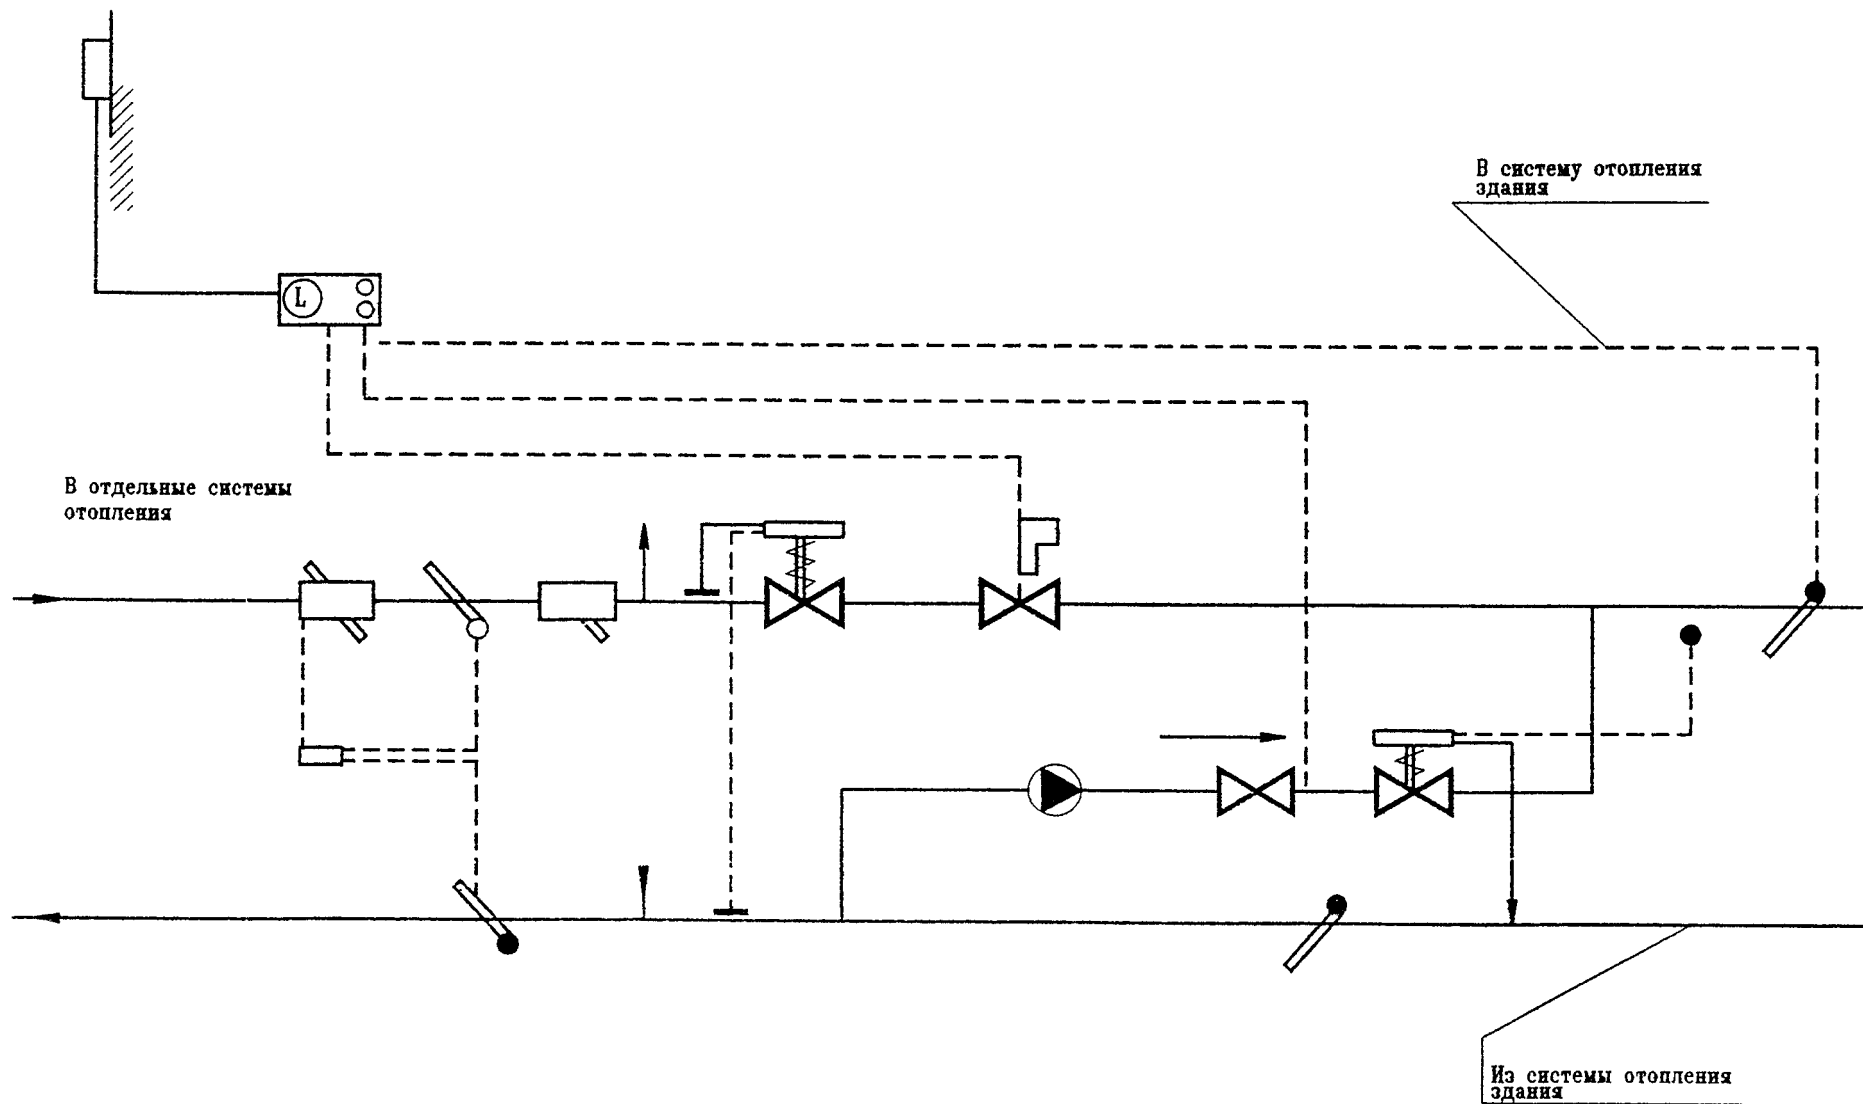 В систему отопления
здания
L
В отдельные системы
отопления
Из системы отопления
здания